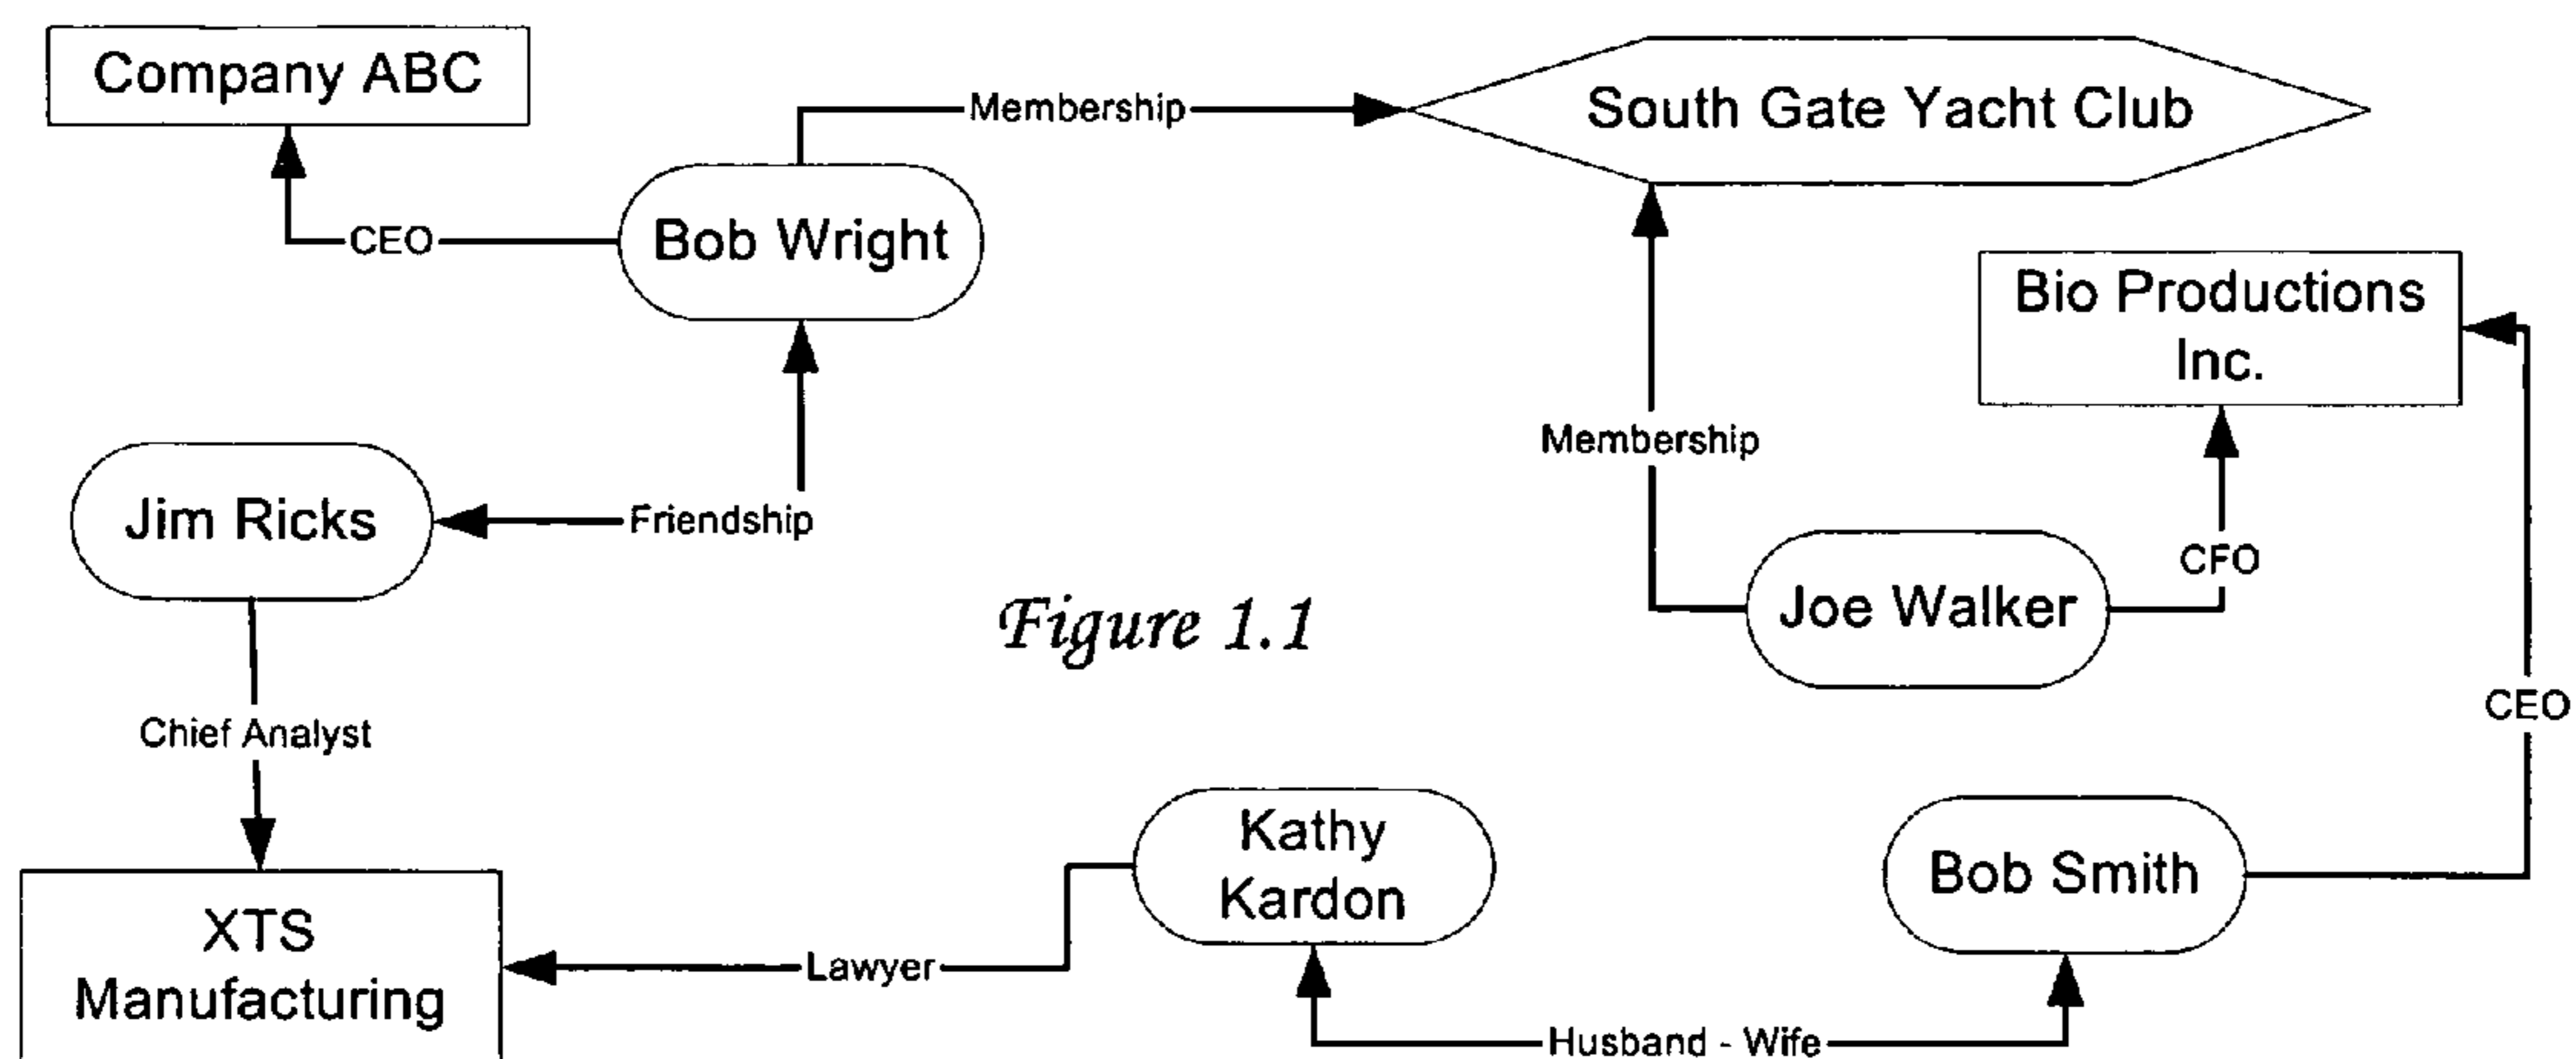 Company ABC
Membership
South Gate Yacht Club
CEO
Bob Wright
Bio Productions
Inc.
Membership
Jim Ricks
Friendship
CFO
Joe Walker
Figure 1.1
CEO
Chief Analyst
Kathy
Kardon
Bob Smith
XTS
Manufacturing
Lawyer
Husband - Wife